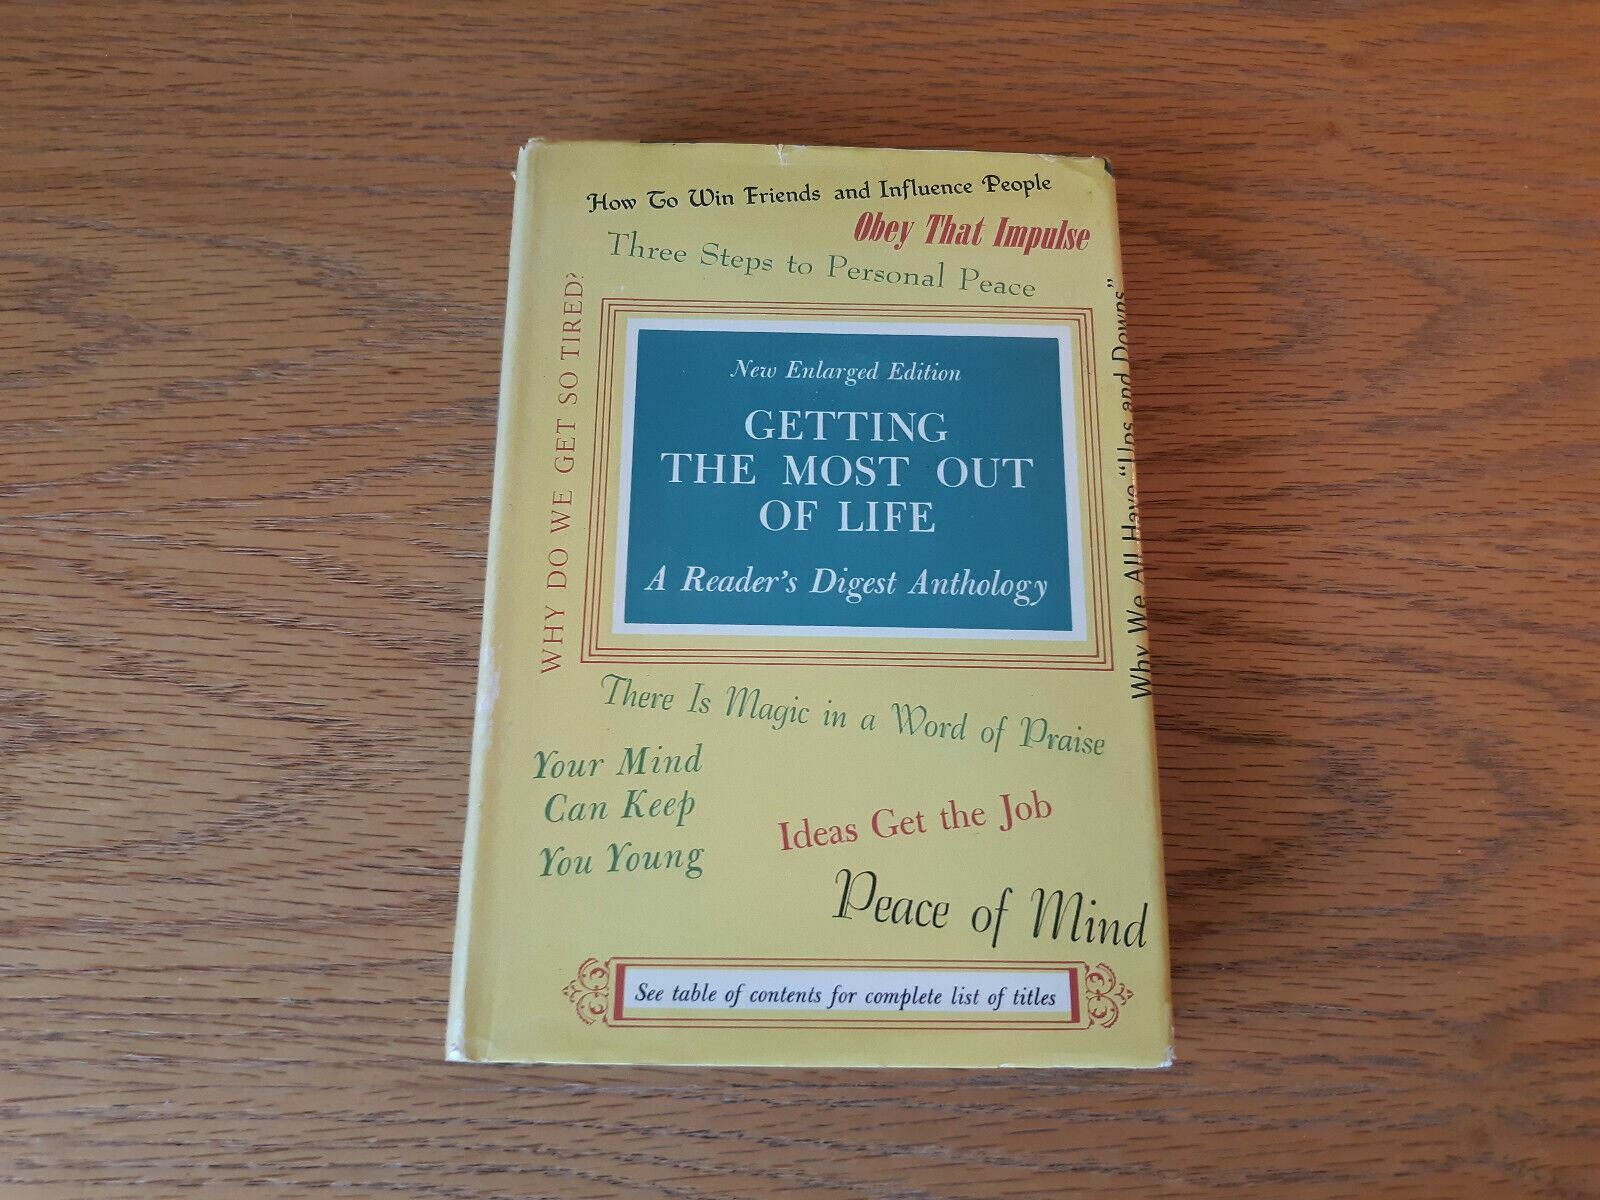 How To Win Friends and Influence People
Obey That Impulse
Three Steps to Personal Peace
WHY DO WE GET SO TIRED?
Why We All Have "Ups and Downs"
New Enlarged Edition
GETTING
THE MOST OUT
OF LIFE
A Reader's Digest Anthology
There Is Magic in a Word of Praise
Your Mind
Can Keep
You Young
Ideas Get the Job
Peace of Mind
See table of contents for complete list of titles